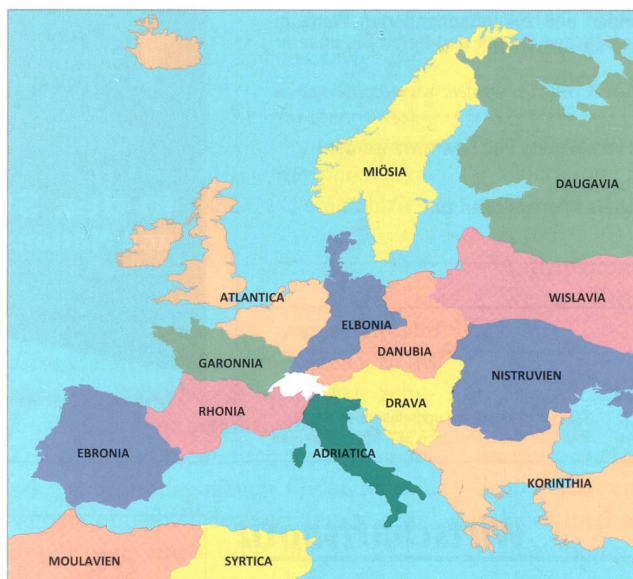 MIÖSIA
DAUGAVIA
ATLANTICA
WISLAVIA
ELBONIA
DANUBIA
GARONNIA
NISTRUVIEN
RHONIA
DRAVA
EBRONIA
ADRIATICA
KORINTHIA
MOULAVIEN
SYRTICA